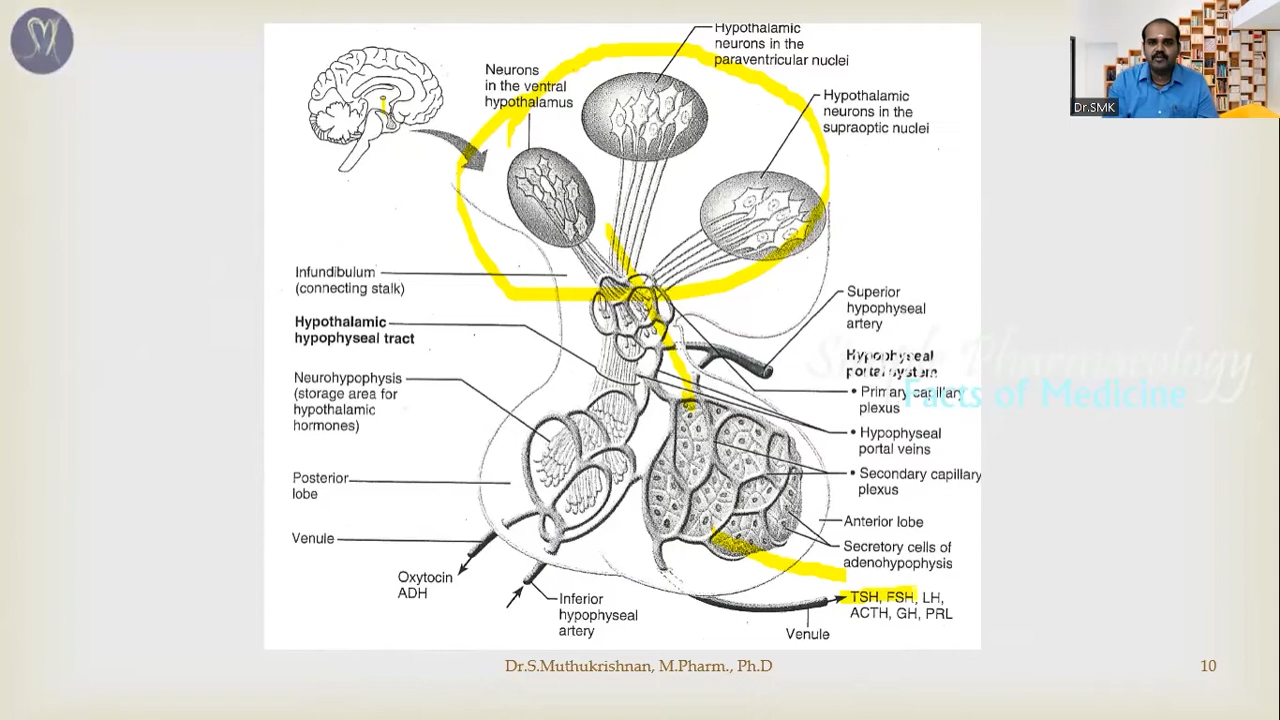 SM
Hypothalamic
neurons in the
paraventricular nuclei
Neurons
in the ventral
hypothalamus
Hypothalamic
neurons in the
supraoptic nuclei
Dr.SMK
Infundibulum
(connecting stalk)
Superior
hypophyseal
artery
Hypothalamic
hypophyseal tract
Hypophyseal
portal system
• Primary capillary
plexus
Simple Pharmacology
Facts of Medicine
Neurohypophysis
(storage area for
hypothalamic
hormones)
• Hypophyseal
portal veins
• Secondary capillary
plexus
Posterior
lobe
Anterior lobe
Venule
Secretory cells of
adenohypophysis
Oxytocin
ADH
Inferior
hypophyseal
artery
TSH, FSH, LH,
ACTH, GH, PRL
Venule
Dr.S.Muthukrishnan, M.Pharm., Ph.D
10